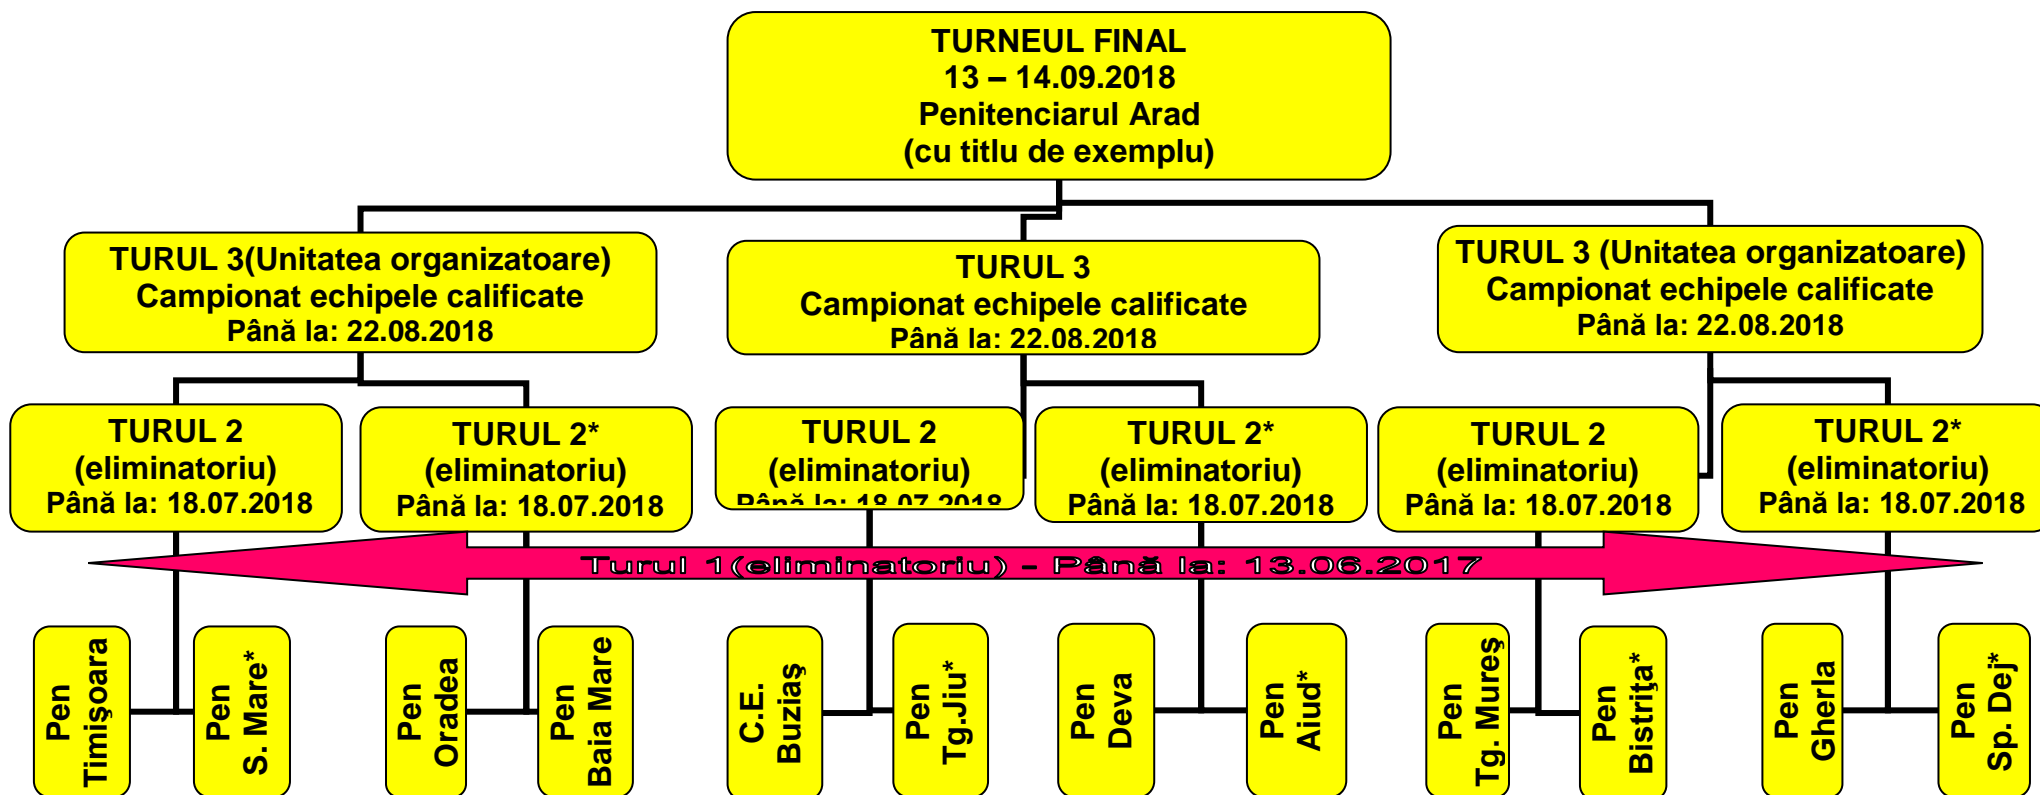 TURNEUL FINAL
13 – 14.09.2018
Penitenciarul Arad
(cu titlu de exemplu)
TURUL 3(Unitatea organizatoare)
Campionat echipele calificate
Până la: 22.08.2018
TURUL 3
Campionat echipele calificate
Până la: 22.08.2018
TURUL 3 (Unitatea organizatoare)
Campionat echipele calificate
Până la: 22.08.2018
TURUL 2
(eliminatoriu)
Până la: 18.07.2018
TURUL 2*
(eliminatoriu)
Până la: 18.07.2018
TURUL 2
(eliminatoriu)
Până la: 18.07.2018
TURUL 2*
(eliminatoriu)
Până la: 18.07.2018
TURUL 2
(eliminatoriu)
Până la: 18.07.2018
TURUL 2*
(eliminatoriu)
Până la: 18.07.2018
Turul 1(eliminatoriu) - Până la: 13.06.2017
Pen
Timişoara
Pen
S. Mare*
Pen
Oradea
Pen
Baia Mare
C.E.
Buziaş
Pen
Tg.Jiu*
Pen
Deva
Pen
Aiud*
Pen
Tg. Mureş
Pen
Bistriţa*
Pen
Gherla
Pen
Sp. Dej*